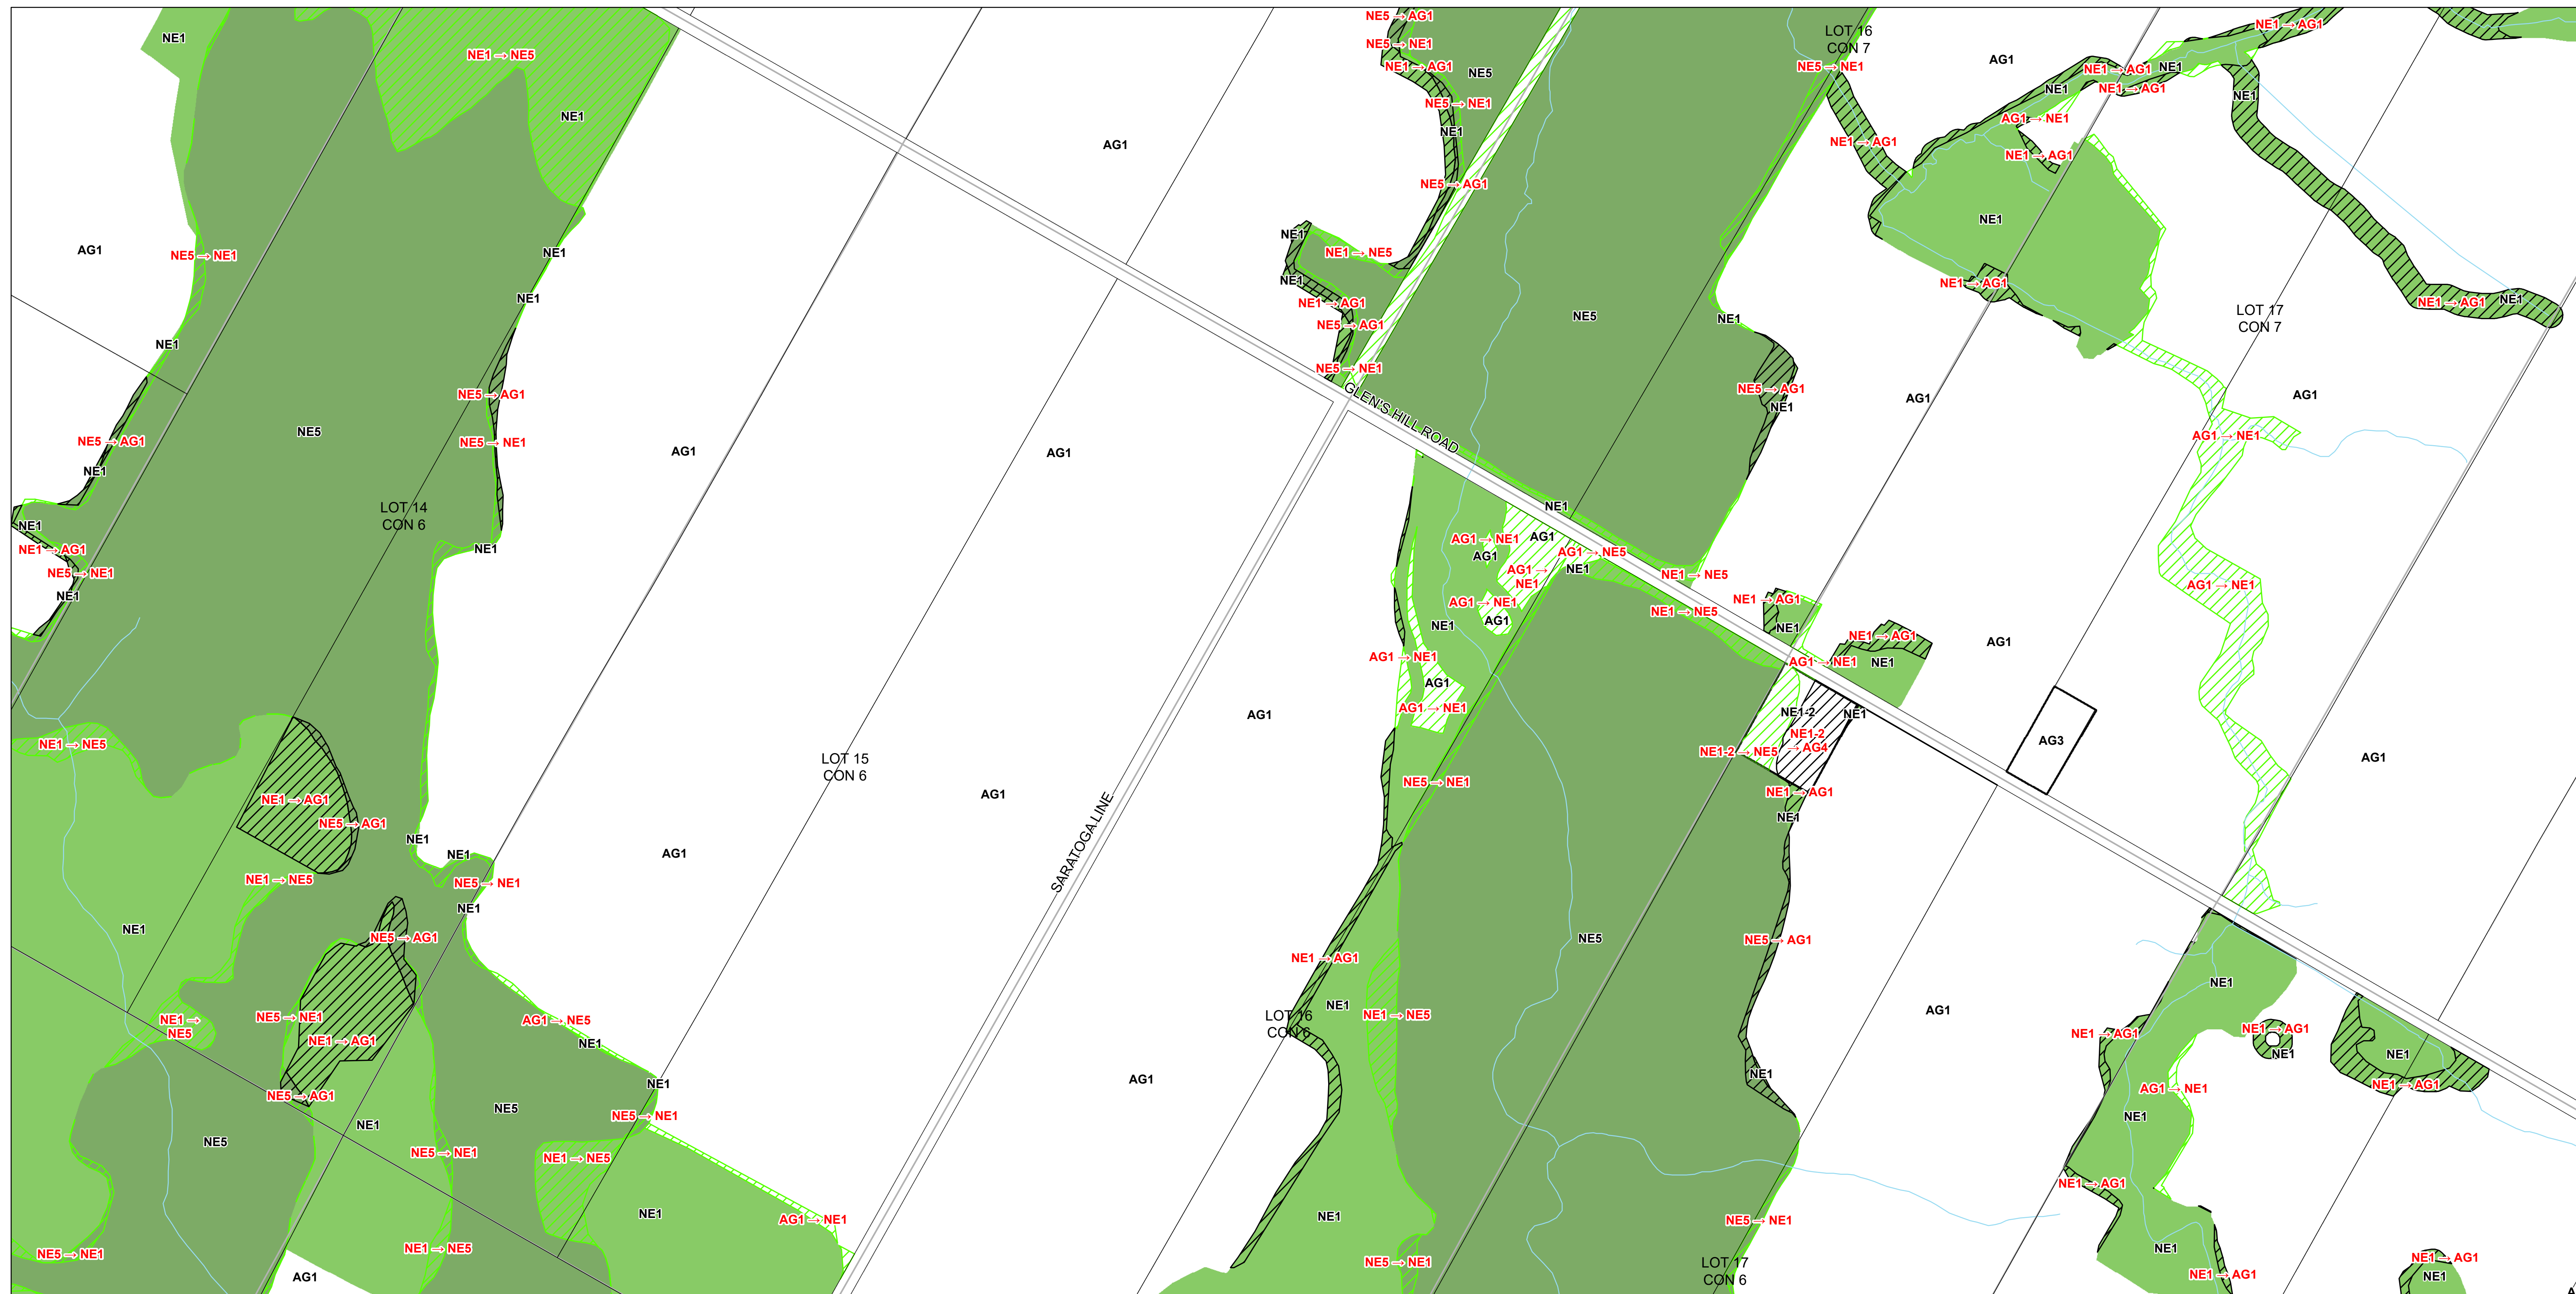 NE5 → AG1
NE1 → AG1
LOT 16
CON 7
NE1
NE5 → NE1
NE1 → NE5
AG1
NE1 → AG1
NE5
NE5 → NE1
NE1 → AG1
NE1
NE1
NE1 → AG1
NE1 → AG1
NE5 → NE1
NE1
NE1
NE1
AG1 → NE1
NE1
AG1
NE1 → AG1
NE1 → AG1
NE5 → AG1
NE1
NE1
AG1
NE1
NE1 → NE5
NE5 → NE1
NE1
NE1 → AG1
NE1
NE1
NE1 → AG1
NE1 → AG1
NE5
LOT 17
CON 7
NE1
NE5 → AG1
NE1
NE5 → NE1
NE5 → AG1
NE5 → AG1
AG1
AG1
NE1
GLEN'S HILL ROAD
NE5
NE5 → AG1
NE5 → NE1
AG1 → NE1
AG1
AG1
NE1
LOT 14
CON 6
NE1
NE1
AG1 → NE1
AG1
NE1
NE1 → AG1
AG1
AG1 → NE5
NE5 → NE1
AG1 →
NE1
NE1
NE1 → NE5
AG1 → NE1
NE1
AG1 → NE1
NE1 → AG1
NE1 → NE5
AG1
NE1
NE1
NE1 → AG1
AG1
AG1 → NE1
AG1 → NE1
NE1
AG1
AG1 → NE1
AG1
NE1-2
NE1
NE1-2
→ AG4
NE1 → NE5
NE1-2 → NE5
AG3
AG1
LOT 15
CON 6
NE5 → NE1
NE1 → AG1
AG1
NE1 → AG1
NE5 → AG1
NE1
NE1
NE1
AG1
SARATOGA LINE
NE1 → NE5
NE5 → NE1
NE1
NE1
NE5 → AG1
NE5
NE5 → AG1
NE1 → AG1
NE1
NE1
AG1
LOT 16
CON 6
NE1 →
NE5
NE5 → NE1
AG1 → NE5
NE1 → NE5
NE1 → AG1
NE1 → AG1
NE1 → AG1
NE1
NE1
NE1
NE1
NE1
AG1
NE1 → AG1
AG1 → NE1
NE5 → AG1
NE5
NE5 → NE1
NE1
NE1
NE5
NE5 → NE1
NE1 → NE5
NE1 → AG1
NE1
AG1 → NE1
NE1
NE5 → NE1
NE5 → NE1
NE1 → NE5
NE1
NE5 → NE1
LOT 17
CON 6
NE1 → AG1
AG1
NE1 → AG1
NE1